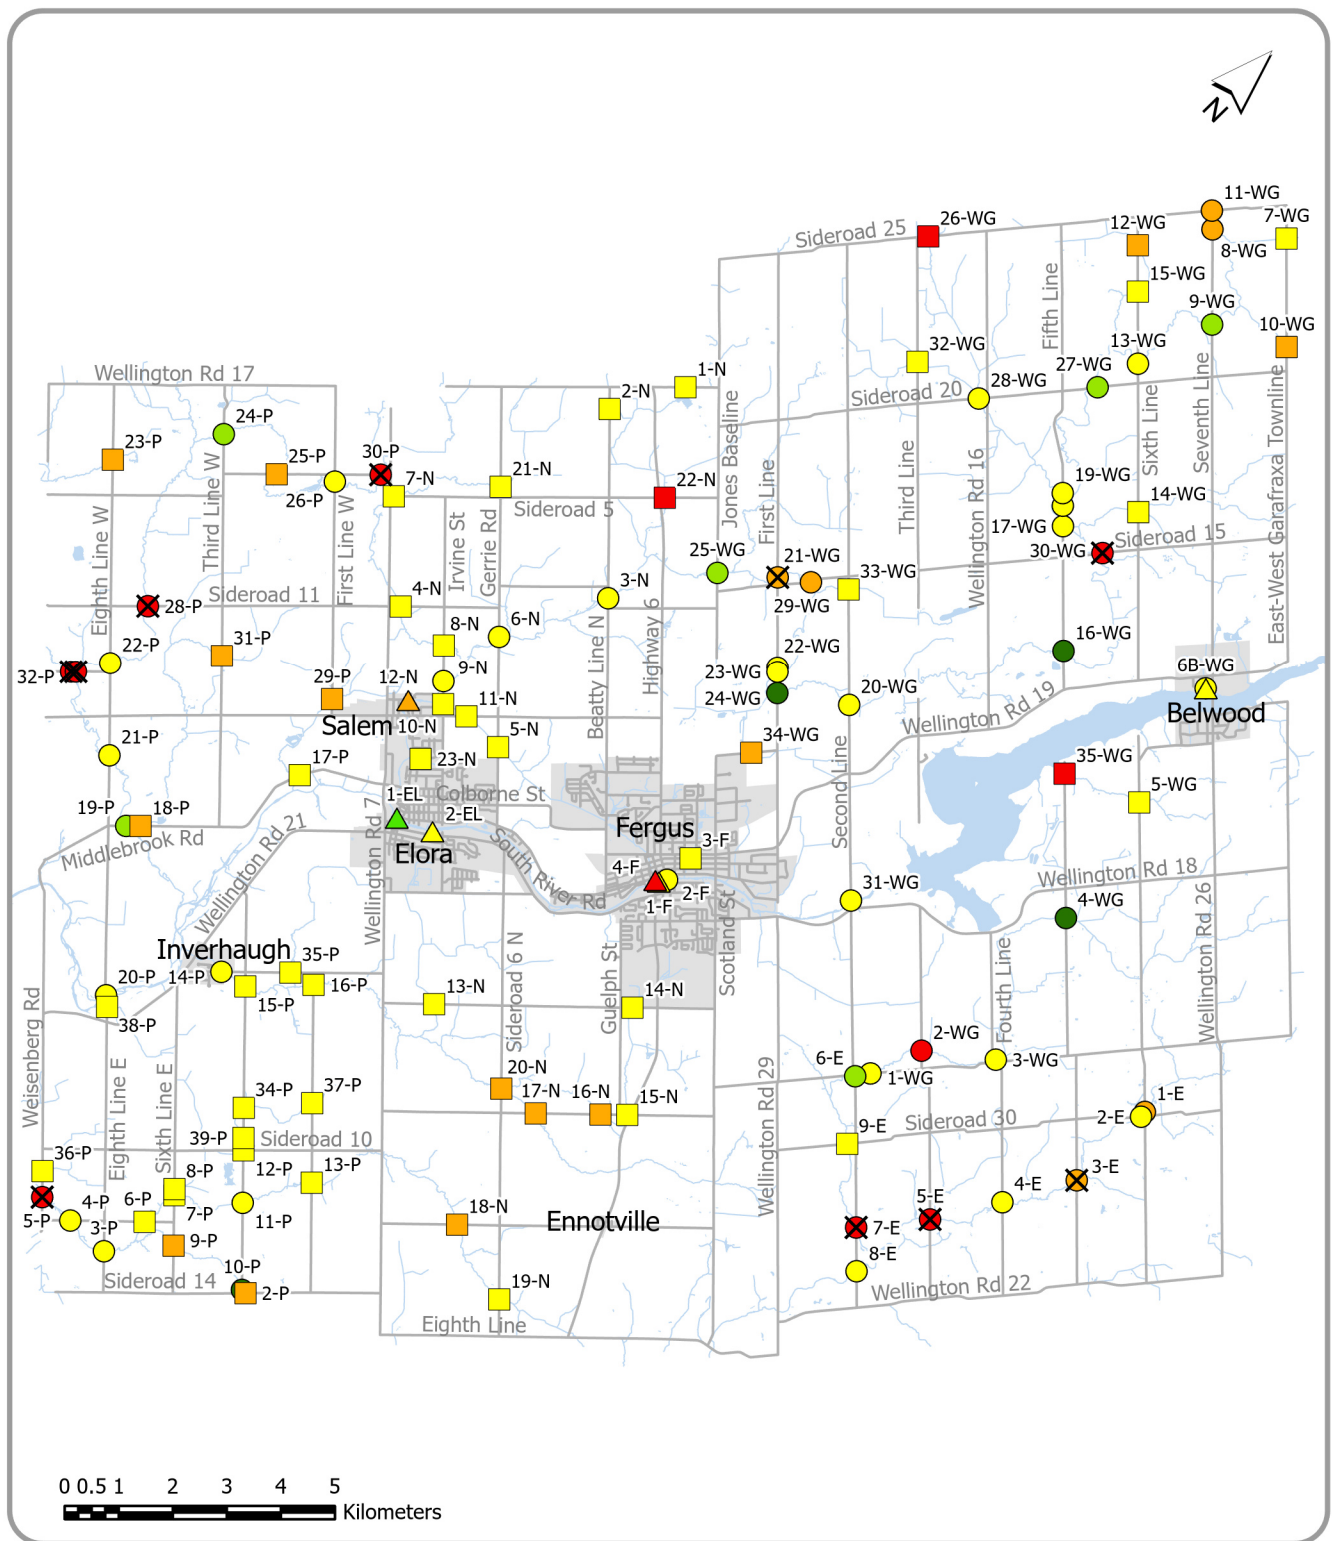 N
11-WG
26-WG
7-WG
Sideroad 25
12-WG
8-WG
15-WG
Fifth Line
9-WG
10-WG
32-WG
13-WG
27-WG
Wellington Rd 17
1-N
2-N
Sideroad 20
28-WG
24-P
Jones Baseline
Sixth Line
Seventh Line
East-West Garafraxa Townline
23-P
25-P
30-P
26-P
7-N
21-N
22-N
First Line
Third Line
Wellington Rd 16
19-WG
14-WG
17-WG
Sideroad 5
Third Line W
Eighth Line W
First Line W
Irvine St
Gerrie Rd
Sideroad 15
30-WG
25-WG
21-WG
29-WG
33-WG
28-P
Sideroad 11
4-N
3-N
8-N
6-N
Beatty Line N
Highway 6
22-P
31-P
32-P
22-WG
23-WG
24-WG
16-WG
6B-WG
9-N
29-P
12-N
11-N
10-N
20-WG
Wellington Rd 19
Belwood
Salem
21-P
5-N
34-WG
17-P
23-N
35-WG
5-WG
Second Line
1-EL
Colborne St
2-EL
19-P
18-P
Middlebrook Rd
Wellington Rd 21
Wellington Rd 7
Elora
South River Rd
Fergus
3-F
4-F
2-F
1-F
Scotland St
31-WG
Wellington Rd 18
4-WG
Wellington Rd 26
Inverhaugh
35-P
14-P
16-P
15-P
20-P
38-P
13-N
Sideroad 6 N
Guelph St
14-N
Fourth Line
Weisenberg Rd
2-WG
3-WG
6-E
1-WG
20-N
17-N
16-N
15-N
Wellington Rd 29
34-P
37-P
Eighth Line E
Sixth Line E
39-P
Sideroad 10
1-E
2-E
Sideroad 30
9-E
36-P
12-P
13-P
8-P
3-E
5-P
4-P
6-P
7-P
11-P
3-P
9-P
18-N
Ennotville
4-E
5-E
7-E
8-E
10-P
Sideroad 14
2-P
19-N
Wellington Rd 22
Eighth Line
0 0.5 1 2 3 4 5
Kilometers